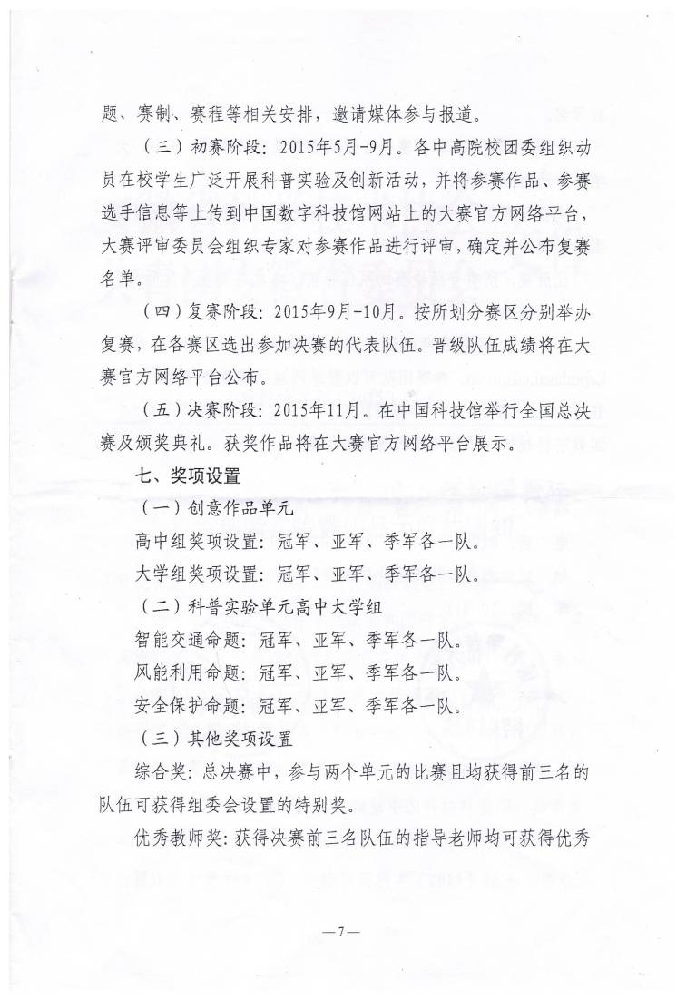 题、赛制、赛程等相关安排，邀请媒体参与报道。
（三）初赛阶段：2015年5月-9月。各中高院校团委组织动
员在校学生广泛开展科普实验及创新活动，并将参赛作品、参赛
选手信息等上传到中国数字科技馆网站上的大赛官方网络平台，
大赛评审委员会组织专家对参赛作品进行评审，确定并公布复赛
名单。
（四）复赛阶段：2015年9月-10月。按所划分赛区分别举办
复赛，在各赛区选出参加决赛的代表队伍。晋级队伍成绩将在大
赛官方网络平台公布。
（五）决赛阶段：2015年11月。在中国科技馆举行全国总决
赛及颁奖典礼。获奖作品将在大赛官方网络平台展示。
七、奖项设置
（一）创意作品单元
高中组奖项设置：冠军、亚军、季军各一队。
大学组奖项设置：冠军、亚军、季军各一队。
（二）科普实验单元高中大学组
智能交通命题：冠军、亚军、季军各一队。
风能利用命题：冠军、亚军、季军各一队。
安全保护命题：冠军、亚军、季军各一队。
（三）其他奖项设置
综合奖：总决赛中，参与两个单元的比赛且均获得前三名的
队伍可获得组委会设置的特别奖。
优秀教师奖：获得决赛前三名队伍的指导老师均可获得优秀
—7—